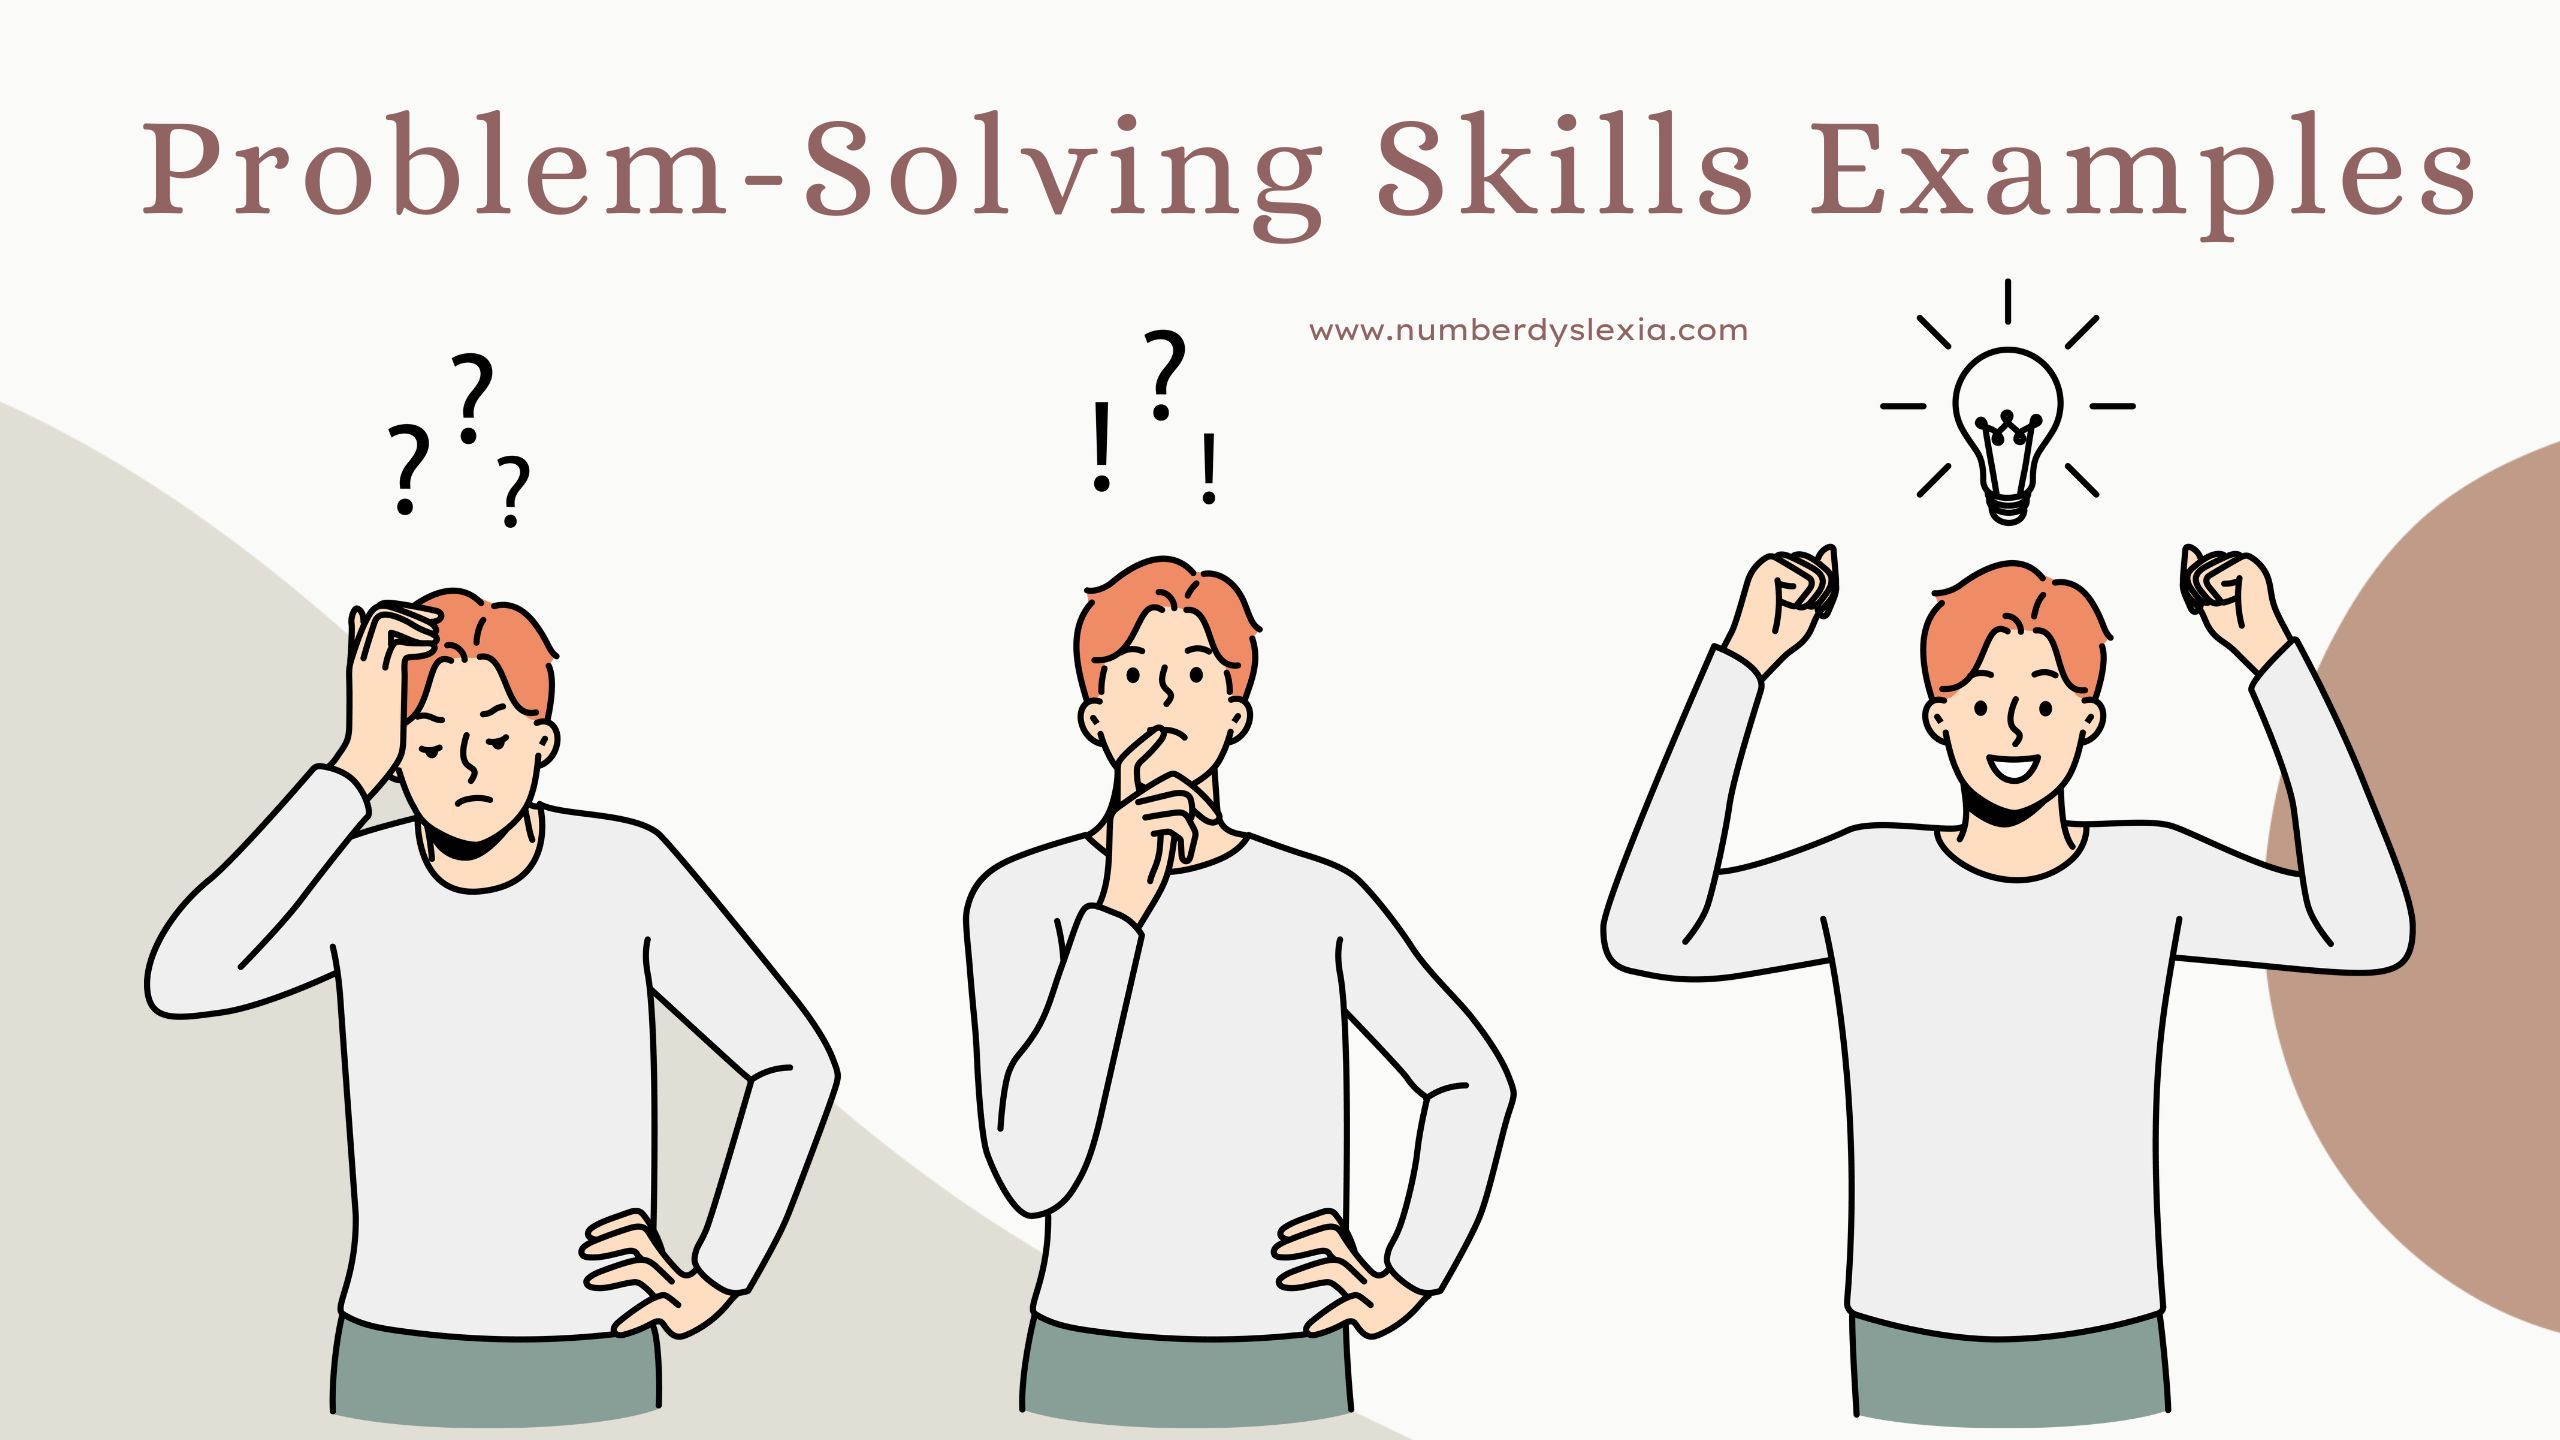 Problem-Solving Skills Examples
www.numberdyslexia.com
? ? ?
! ? !